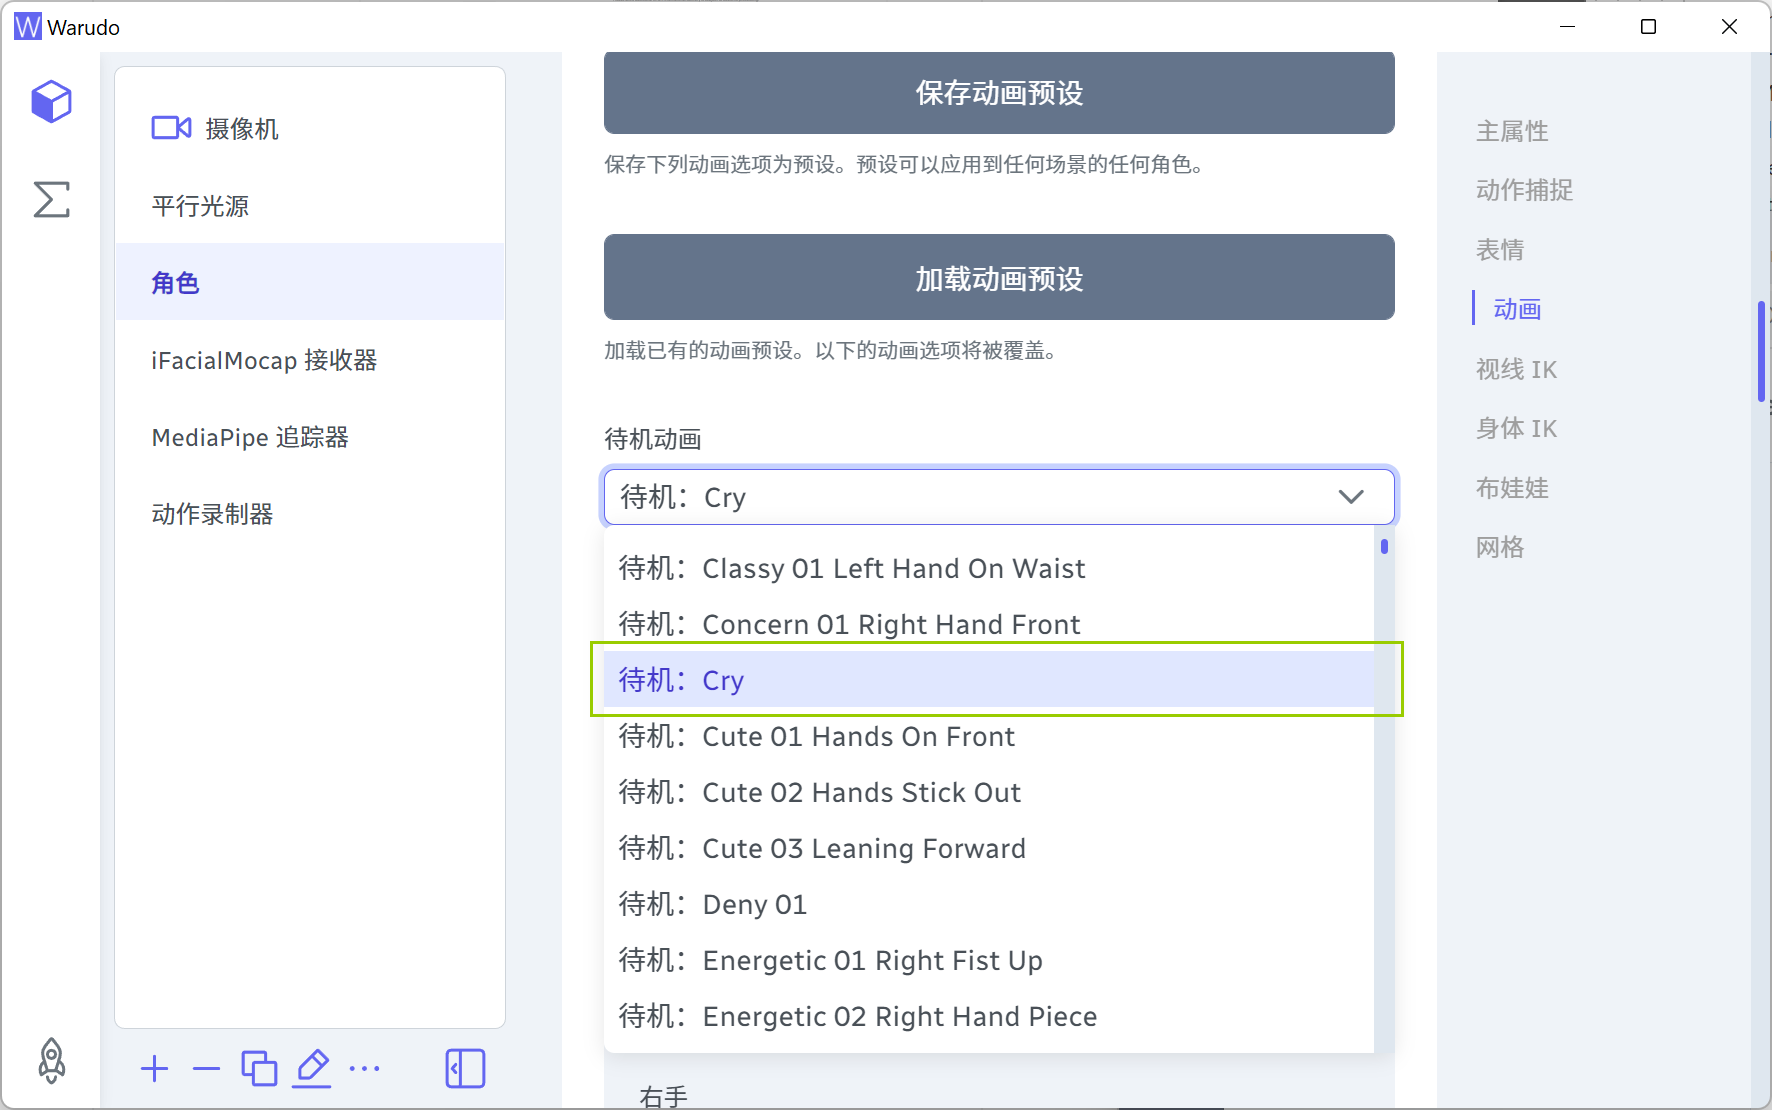 Warudo
摄像机
平行光源
角色
iFacialMocap 接收器
MediaPipe 追踪器
动作录制器
保存动画预设
保存下列动画选项为预设。预设可以应用到任何场景的任何角色。
加载动画预设
加载已有的动画预设。以下的动画选项将被覆盖。
待机动画
待机：Cry
待机：Classy 01 Left Hand On Waist
待机：Concern 01 Right Hand Front
待机：Cry
待机：Cute 01 Hands On Front
待机：Cute 02 Hands Stick Out
待机：Cute 03 Leaning Forward
待机：Deny 01
待机：Energetic 01 Right Fist Up
待机：Energetic 02 Right Hand Piece
右手
主属性
动作捕捉
表情
动画
视线 IK
身体 IK
布娃娃
网格